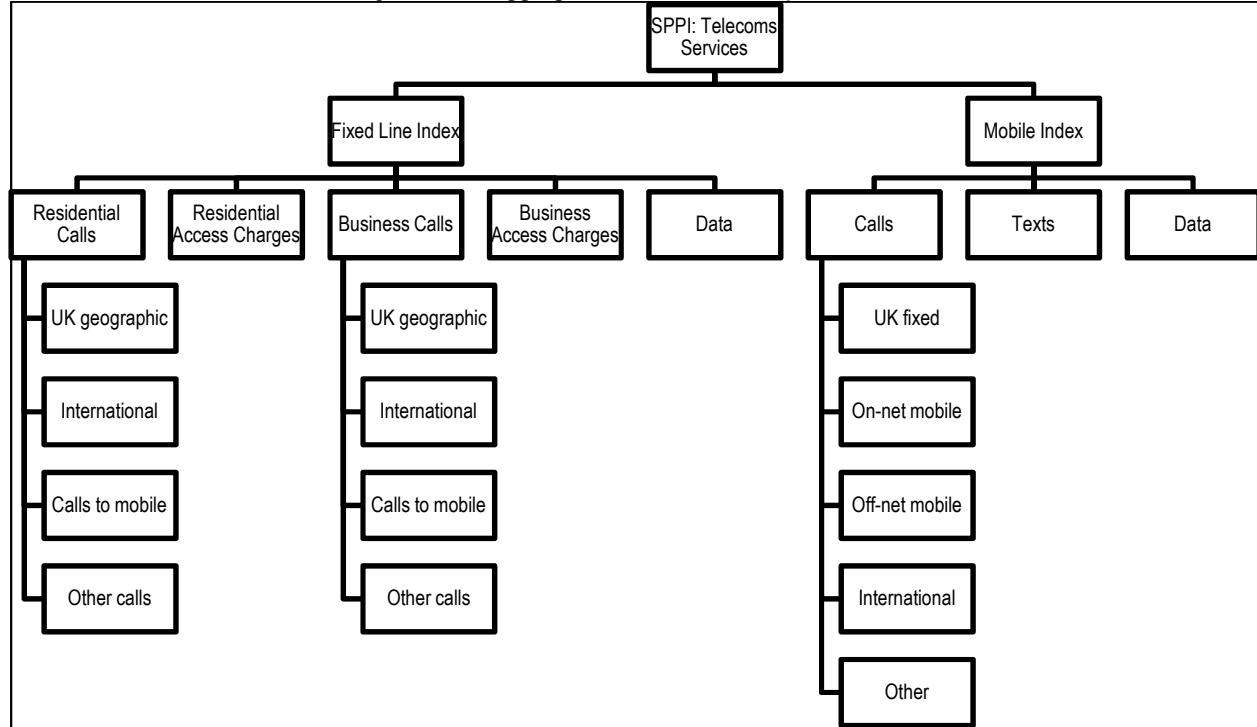 SPPI: Telecoms
Services
Fixed Line Index
Mobile Index
Residential
Calls
Residential
Access Charges
Business Calls
Business
Access Charges
Data
Calls
Texts
Data
UK geographic
UK geographic
UK fixed
International
International
On-net mobile
Calls to mobile
Calls to mobile
Off-net mobile
Other calls
Other calls
International
Other